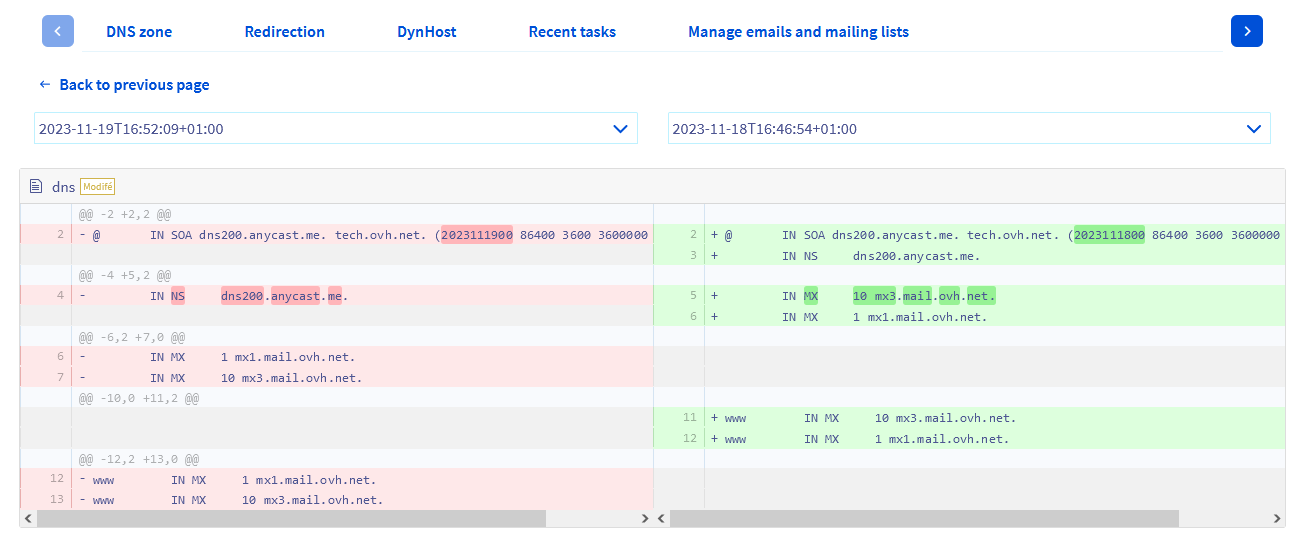 DNS zone Redirection DynHost Recent tasks Manage emails and mailing lists
← Back to previous page
2023-11-19T16:52:09+01:00 2023-11-18T16:46:54+01:00
dns Modifé
@@ -2 +2,2 @@
2 - @ IN SOA dns200.anycast.me. tech.ovh.net. (2023111900 86400 3600 3600000 2 + @ IN SOA dns200.anycast.me. tech.ovh.net. (2023111800 86400 3600 3600000
3 + IN NS dns200.anycast.me.
@@ -4 +5,2 @@
4 - IN NS dns200.anycast.me. 5 + IN MX 10 mx3.mail.ovh.net.
6 + IN MX 1 mx1.mail.ovh.net.
@@ -6,2 +7,0 @@
6 - IN MX 1 mx1.mail.ovh.net.
7 - IN MX 10 mx3.mail.ovh.net.
@@ -10,0 +11,2 @@
11 + www IN MX 10 mx3.mail.ovh.net.
12 + www IN MX 1 mx1.mail.ovh.net.
@@ -12,2 +13,0 @@
12 - www IN MX 1 mx1.mail.ovh.net.
13 - www IN MX 10 mx3.mail.ovh.net.